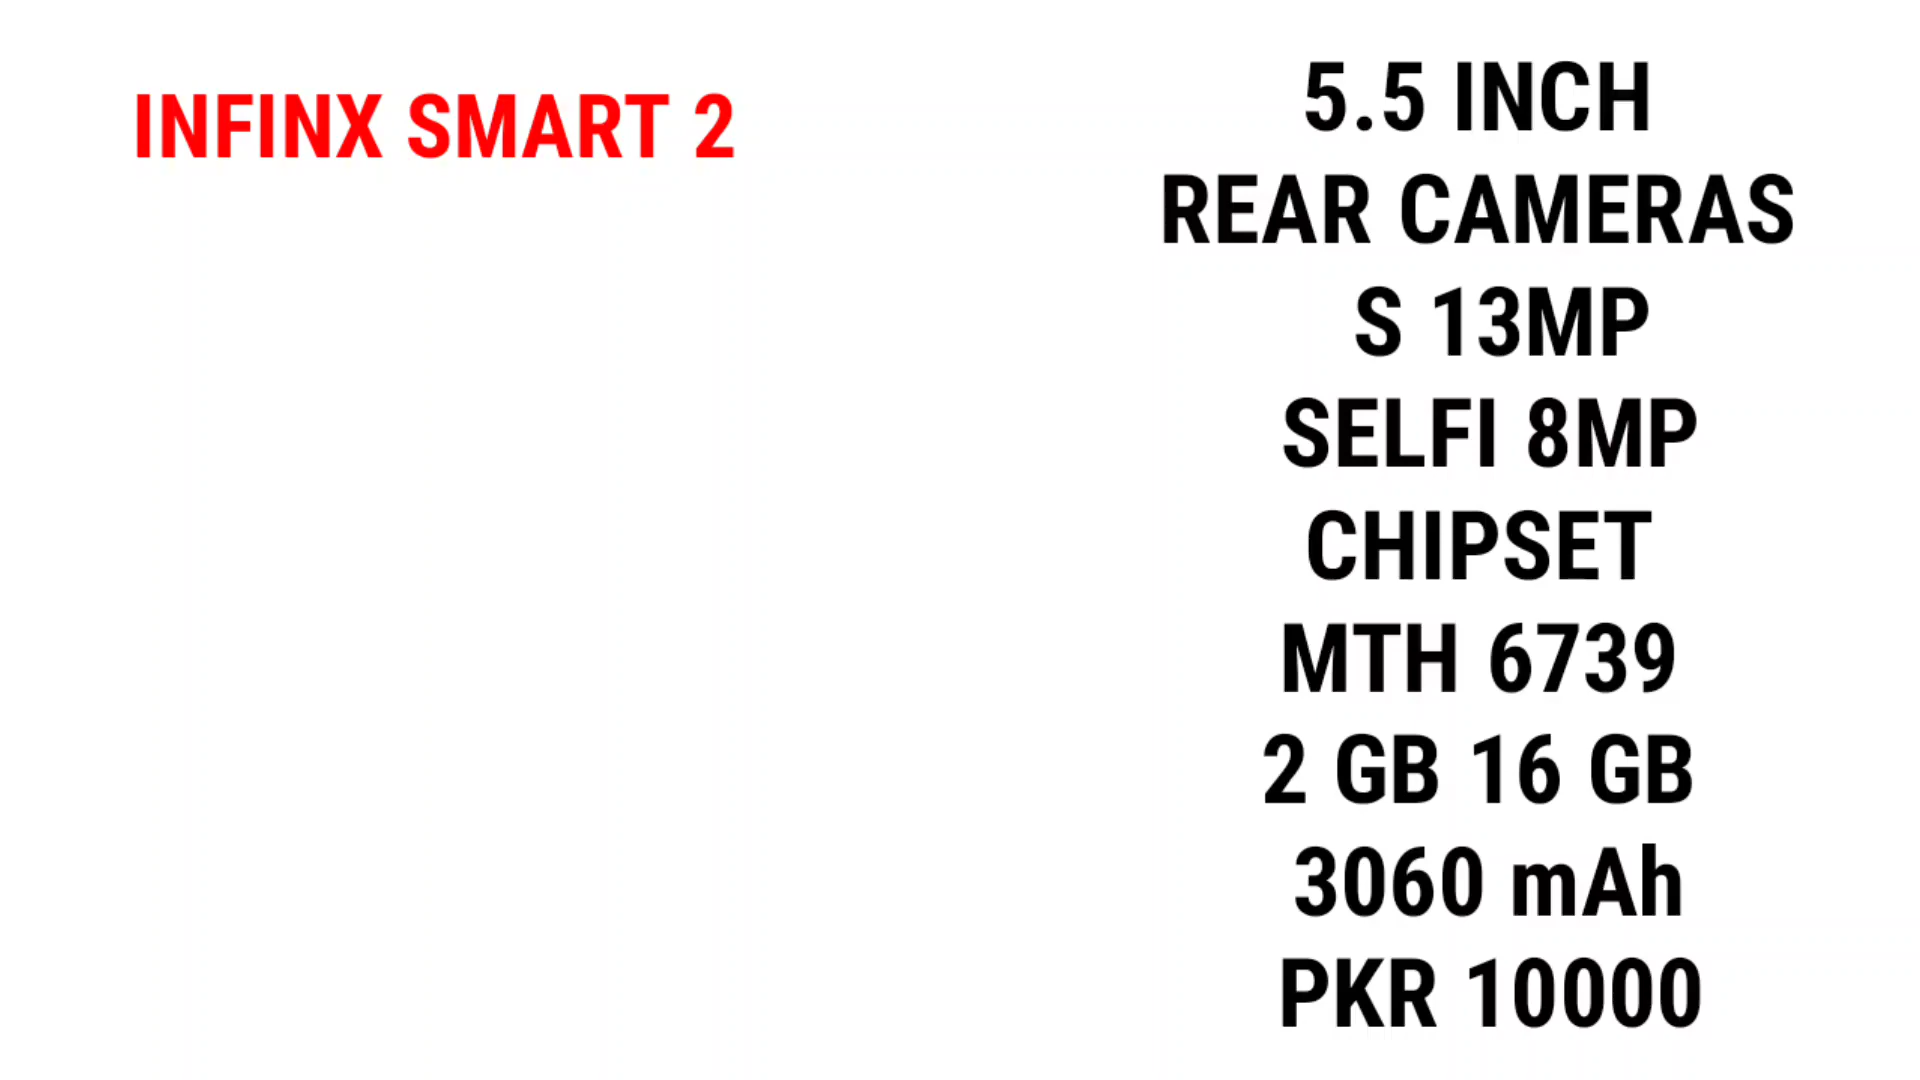 INFINX SMART 2
5.5 INCH
REAR CAMERAS
S 13MP
SELFI 8MP
CHIPSET
MTH 6739
2 GB 16 GB
3060 mAh
PKR 10000